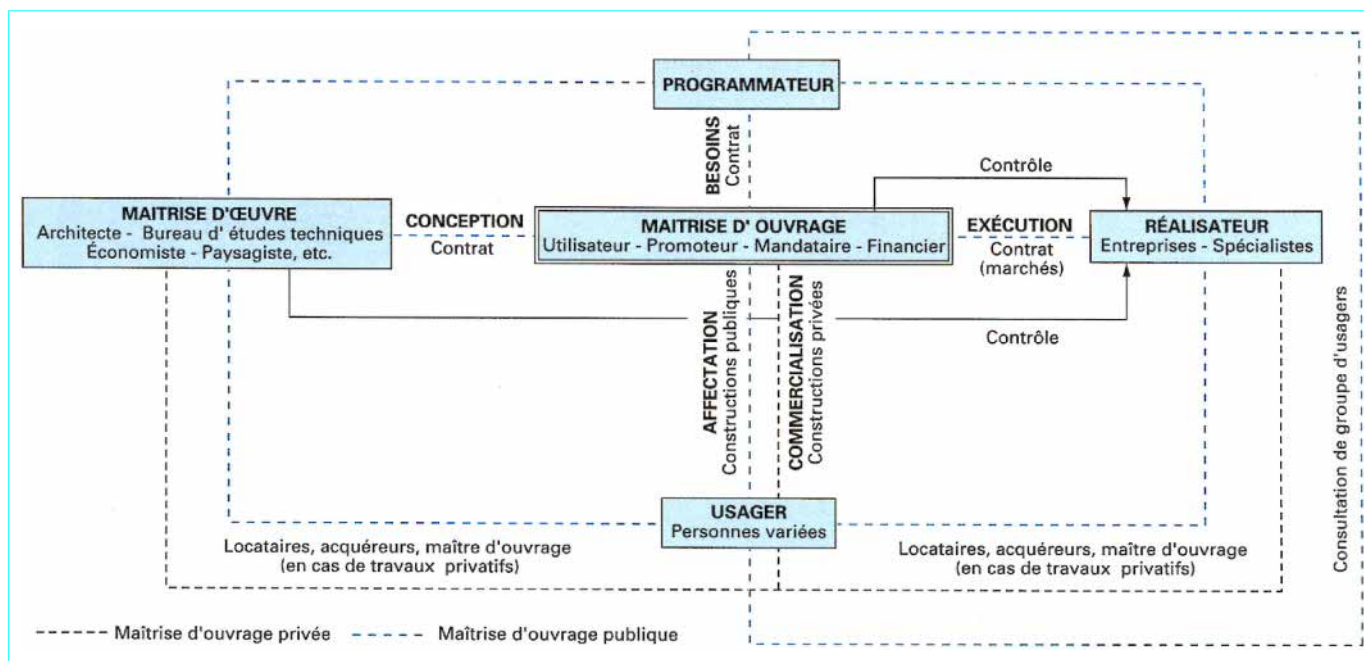 PROGRAMMATEUR
BESOINS
Contrat
Contrôle
MAITRISE D'ŒUVRE
Architecte - Bureau d' études techniques
Économiste - Paysagiste, etc.
CONCEPTION
Contrat
MAITRISE D' OUVRAGE
Utilisateur - Promoteur - Mandataire - Financier
EXÉCUTION
Contrat
(marchés)
RÉALISATEUR
Entreprises - Spécialistes
Contrôle
AFFECTATION
Constructions publiques
COMMERCIALISATION
Constructions privées
Consultation de groupe d'usagers
USAGER
Personnes variées
Locataires, acquéreurs, maître d'ouvrage
(en cas de travaux privatifs)
Locataires, acquéreurs, maître d'ouvrage
(en cas de travaux privatifs)
Maîtrise d'ouvrage privée
Maîtrise d'ouvrage publique